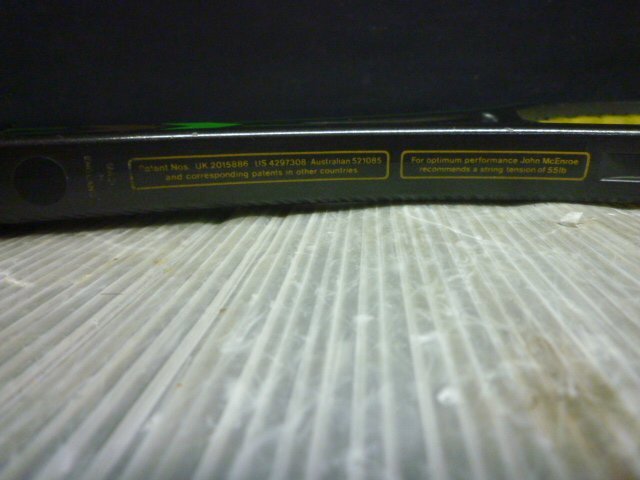 Patent Nos. UK 2015886 US 4297308 Australian 521085
and corresponding patents in other countries
For optimum performance John McEnroe
recommends a string tension of 55lb